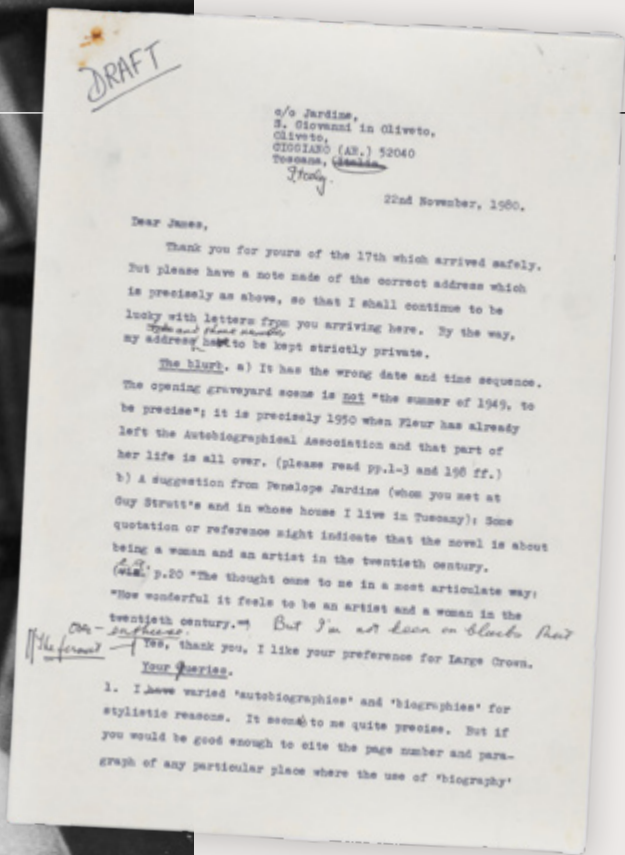 DRAFT
c/o Jardine,
S. Giovanni in Oliveto,
Oliveto,
CIGGIANO (AR.) 52040
Toscana, Italia.
Italy.
22nd November, 1980.
Dear James,
Thank you for yours of the 17th which arrived safely.
But please have a note made of the correct address which
is precisely as above, so that I shall continue to be
lucky with letters from you arriving here. By the way,
and phone number
my address to be kept strictly private.
The blurb. a) It has the wrong date and time sequence.
The opening graveyard scene is not "the summer of 1949, to
be precise"; it is precisely 1950 when Fleur has already
left the Autobiographical Association and that part of
her life is all over. (please read pp.1-3 and 198 ff.)
b) A suggestion from Penelope Jardine (whom you met at
Guy Strutt's and in whose house I live in Tuscany): Some
quotation or reference might indicate that the novel is about
being a woman and an artist in the twentieth century.
e.g.
p.20 "The thought came to me in a most articulate way:
"How wonderful it feels to be an artist and a woman in the
twentieth century." But I'm not keen on blurbs that
over-enthuse.
The format
Yes, thank you, I like your preference for Large Crown.
Your Queries.
1. I have varied 'autobiographies' and 'biographies' for
stylistic reasons. It seems to me quite precise. But if
you would be good enough to cite the page number and para-
graph of any particular place where the use of 'biography'